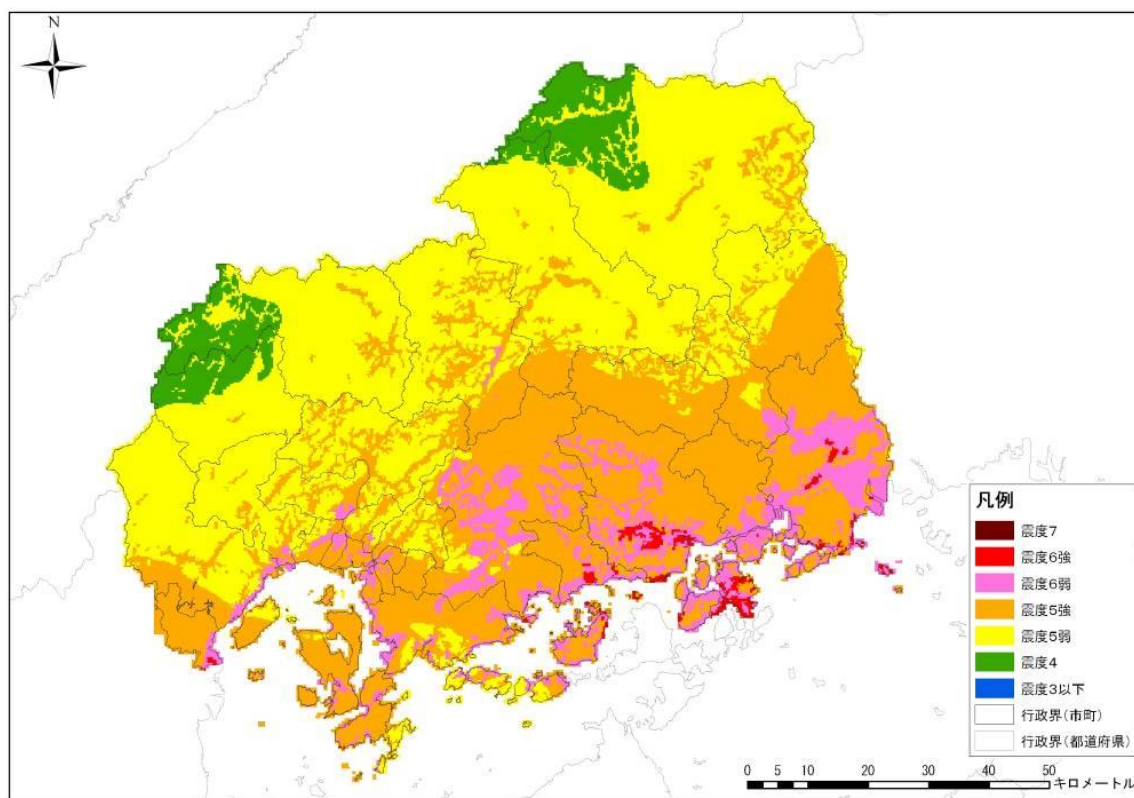 N
凡例
震度7
震度6強
震度6弱
震度5強
震度5弱
震度4
震度3以下
行政界(市町)
行政界(都道府県)
0 5 10 20 30 40 50
キロメートル